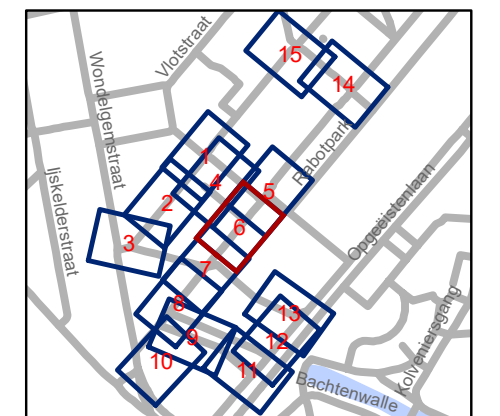 Vlotstraat
15
14
Wondelgemstraat
Rabotpark
1
4
5
Ijskelderstraat
2
6
3
Opgeëistenlaan
7
8
13
9
12
10
11
Kolveniersgang
Bachtenwalle